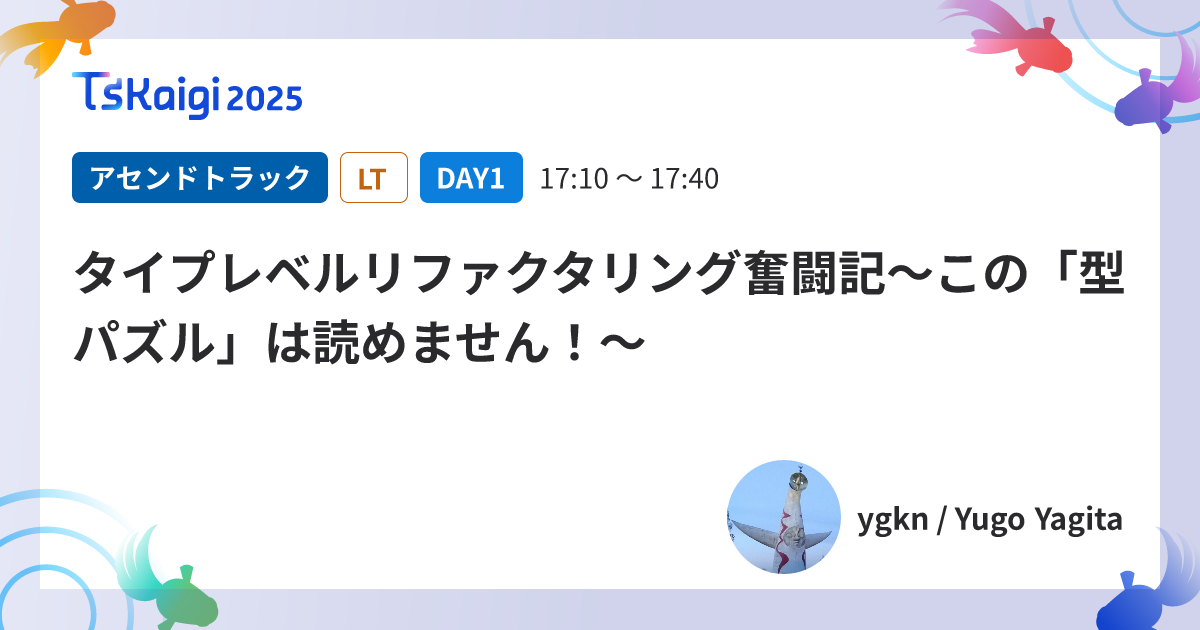 TSKaigi 2025
アセンドトラック LT DAY1 17:10 〜 17:40
タイプレベルリファクタリング奮闘記〜この「型
パズル」は読めません！〜
ygkn / Yugo Yagita